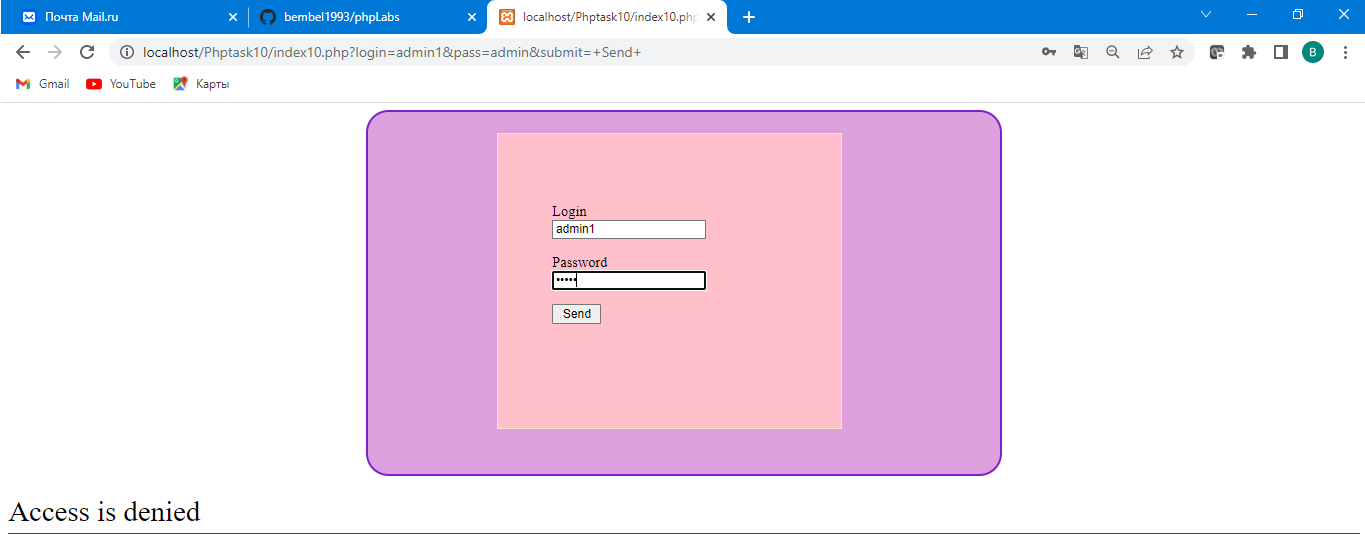 Почта Mail.ru
bembel1993/phpLabs
localhost/Phptask10/index10.php
localhost/Phptask10/index10.php?login=admin1&pass=admin&submit=+Send+
B
Gmail
YouTube
Карты
Login
admin1
Password
•••••
Send
Access is denied